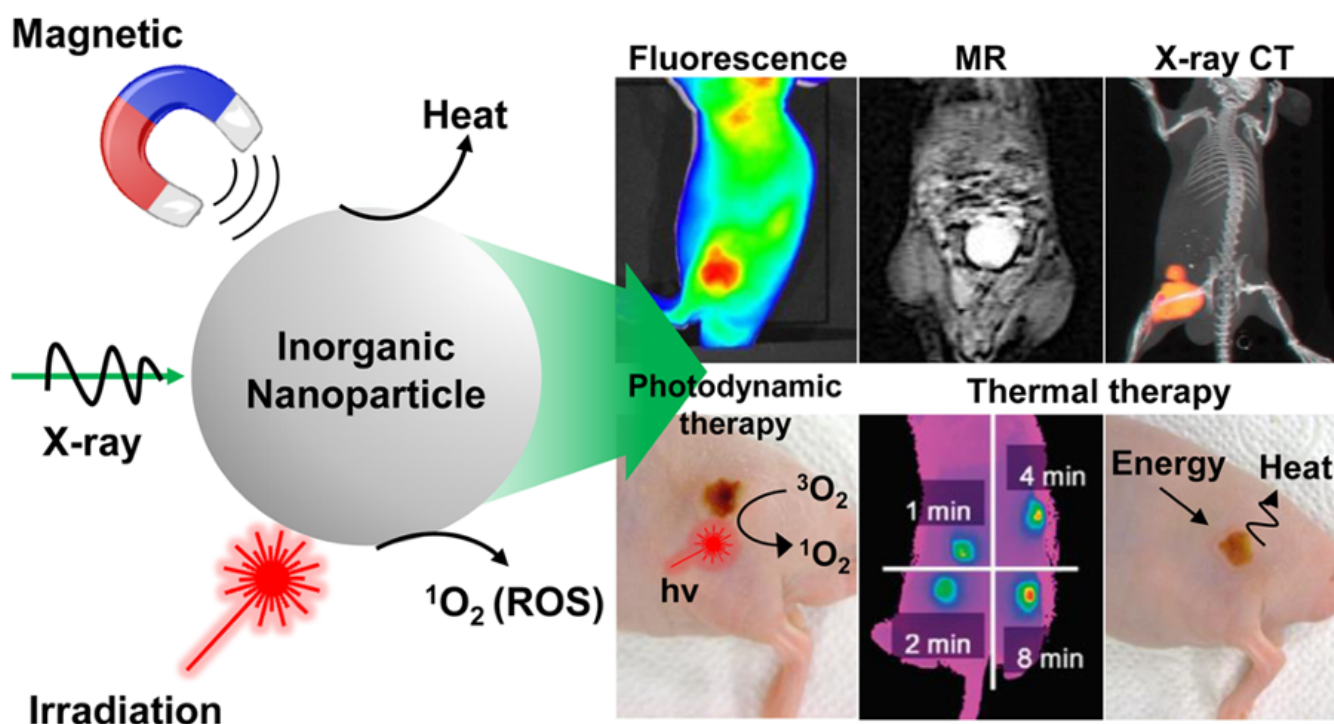 Magnetic
Heat
Inorganic
Nanoparticle
X-ray
Irradiation
¹O₂ (ROS)
Fluorescence
MR
X-ray CT
Photodynamic
therapy
Thermal therapy
³O₂
¹O₂
hv
1 min
4 min
2 min
8 min
Energy
Heat